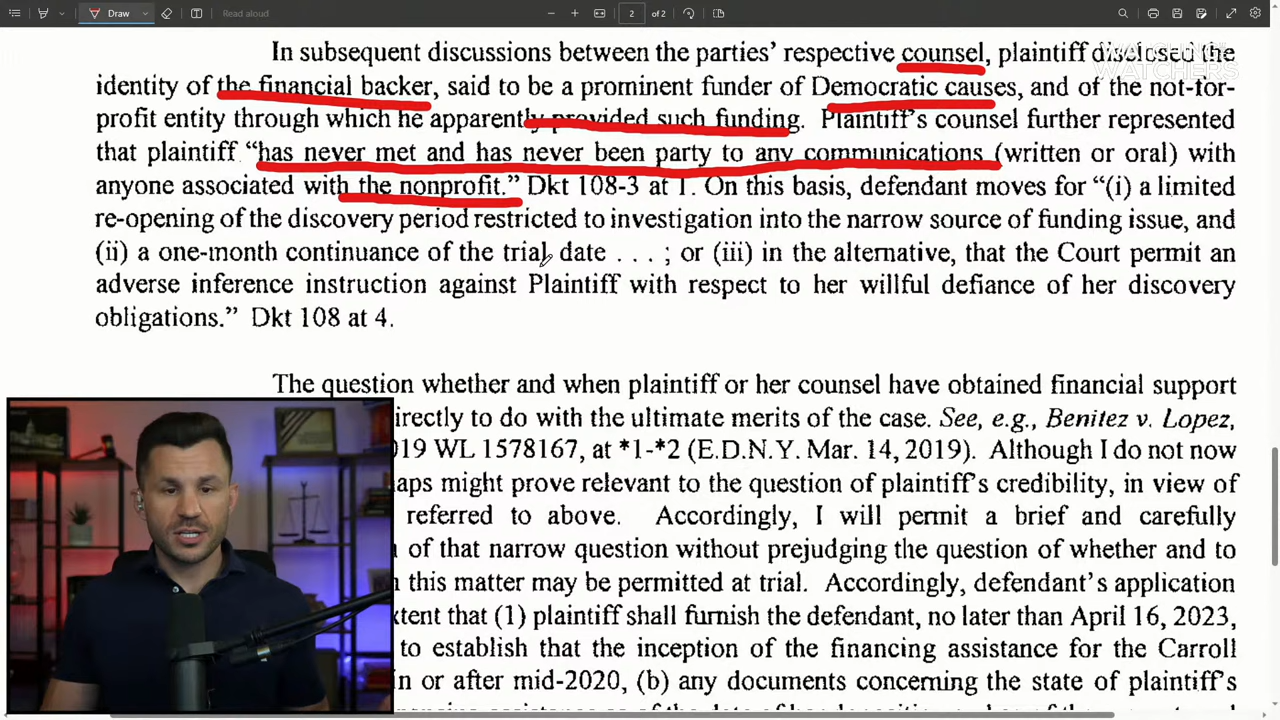 Draw
Read aloud
2 of 2
WATCHING THE
WATCHERS
In subsequent discussions between the parties' respective counsel, plaintiff disclosed the
identity of the financial backer, said to be a prominent funder of Democratic causes, and of the not-for-
profit entity through which he apparently provided such funding. Plaintiff's counsel further represented
that plaintiff “has never met and has never been party to any communications (written or oral) with
anyone associated with the nonprofit.” Dkt 108-3 at 1. On this basis, defendant moves for “(i) a limited
re-opening of the discovery period restricted to investigation into the narrow source of funding issue, and
(ii) a one-month continuance of the trial date . . . ; or (iii) in the alternative, that the Court permit an
adverse inference instruction against Plaintiff with respect to her willful defiance of her discovery
obligations.” Dkt 108 at 4.
The question whether and when plaintiff or her counsel have obtained financial support
irectly to do with the ultimate merits of the case. See, e.g., Benitez v. Lopez,
19 WL 1578167, at *1-*2 (E.D.N.Y. Mar. 14, 2019). Although I do not now
aps might prove relevant to the question of plaintiff's credibility, in view of
referred to above. Accordingly, I will permit a brief and carefully
of that narrow question without prejudging the question of whether and to
this matter may be permitted at trial. Accordingly, defendant's application
tent that (1) plaintiff shall furnish the defendant, no later than April 16, 2023,
to establish that the inception of the financing assistance for the Carroll
in or after mid-2020, (b) any documents concerning the state of plaintiff's